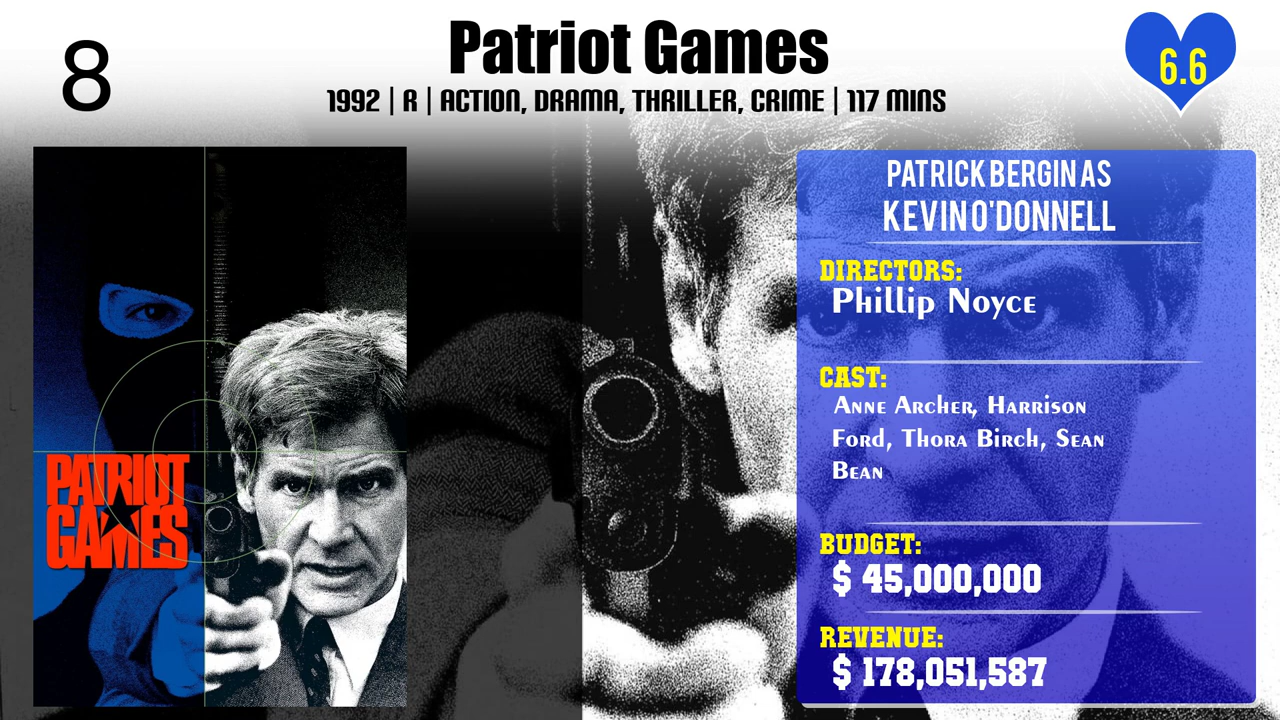 8
Patriot Games
6.6
1992 | R | ACTION, DRAMA, THRILLER, CRIME | 117 MINS
PATRIOT
GAMES
PATRICK BERGIN AS
KEVIN O'DONNELL
DIRECTORS:
Phillip Noyce
CAST:
Anne Archer, Harrison
Ford, Thora Birch, Sean
Bean
BUDGET:
$ 45,000,000
REVENUE:
$ 178,051,587